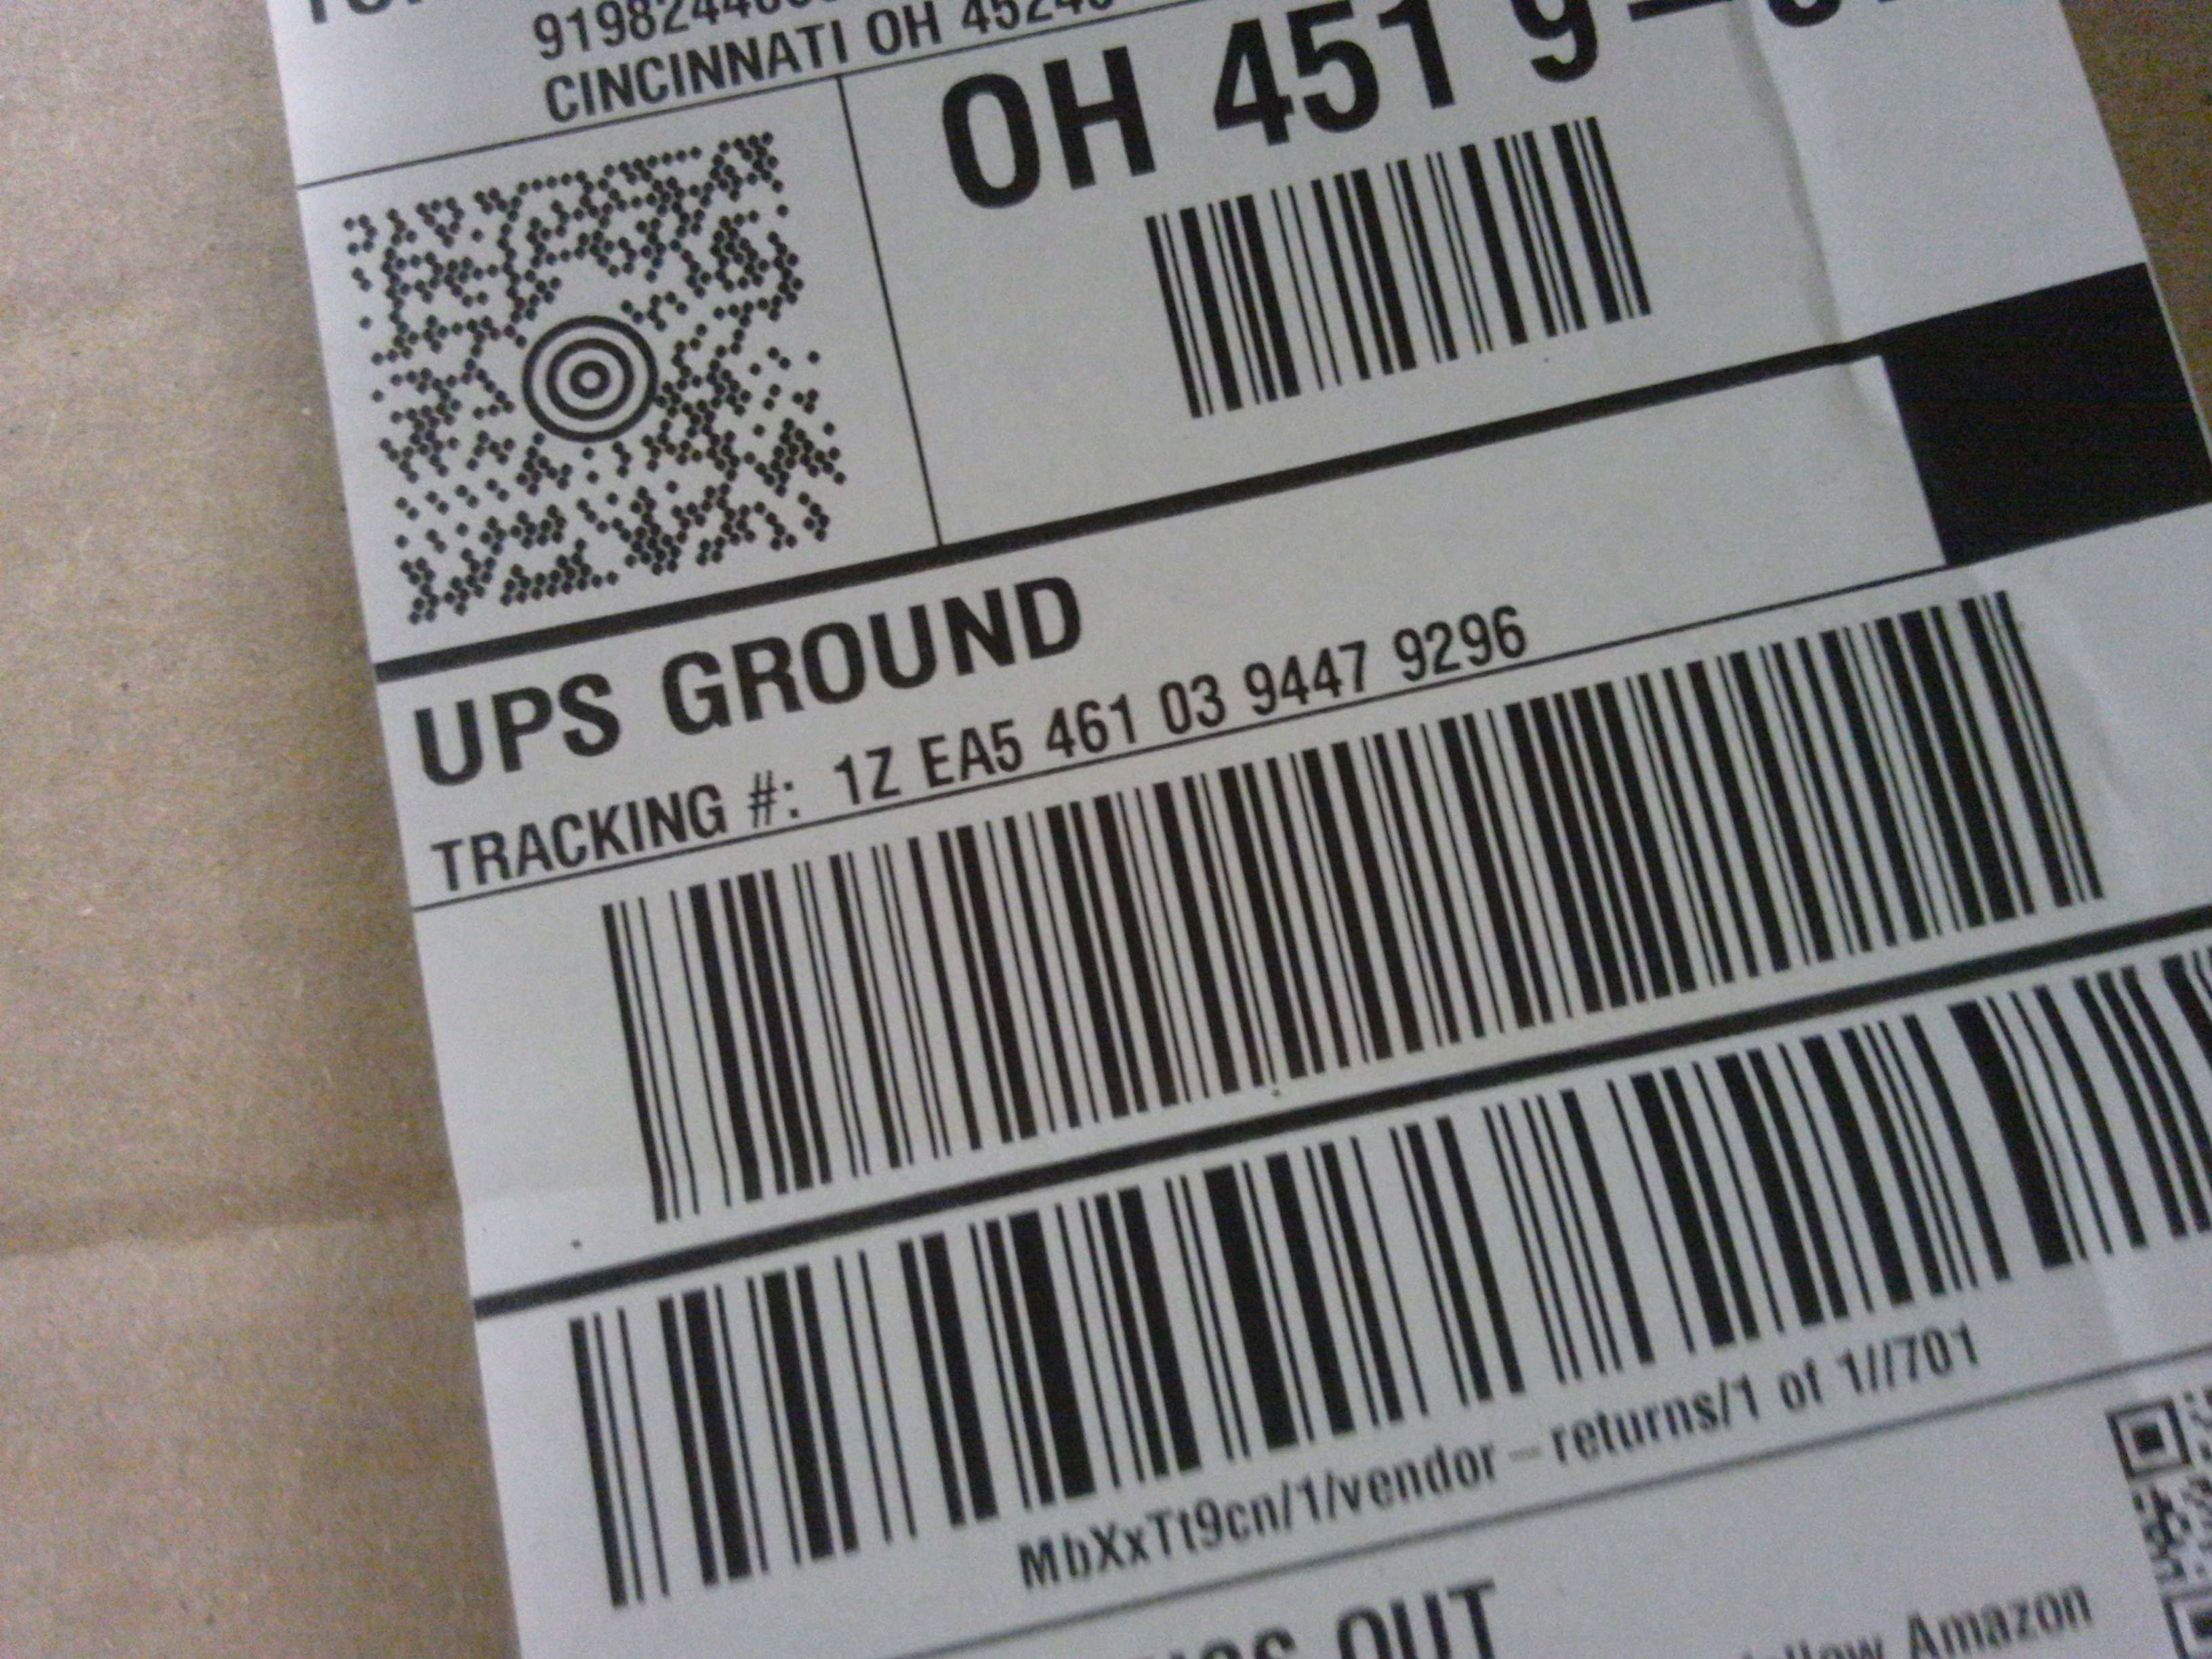 CINCINNATI OH
OH 451 9
UPS GROUND
TRACKING #: 1Z EA5 461 03 9447 9296
MbXxTt9cn/1/vendor-returns/1 of 1//701
OUT
Amazon